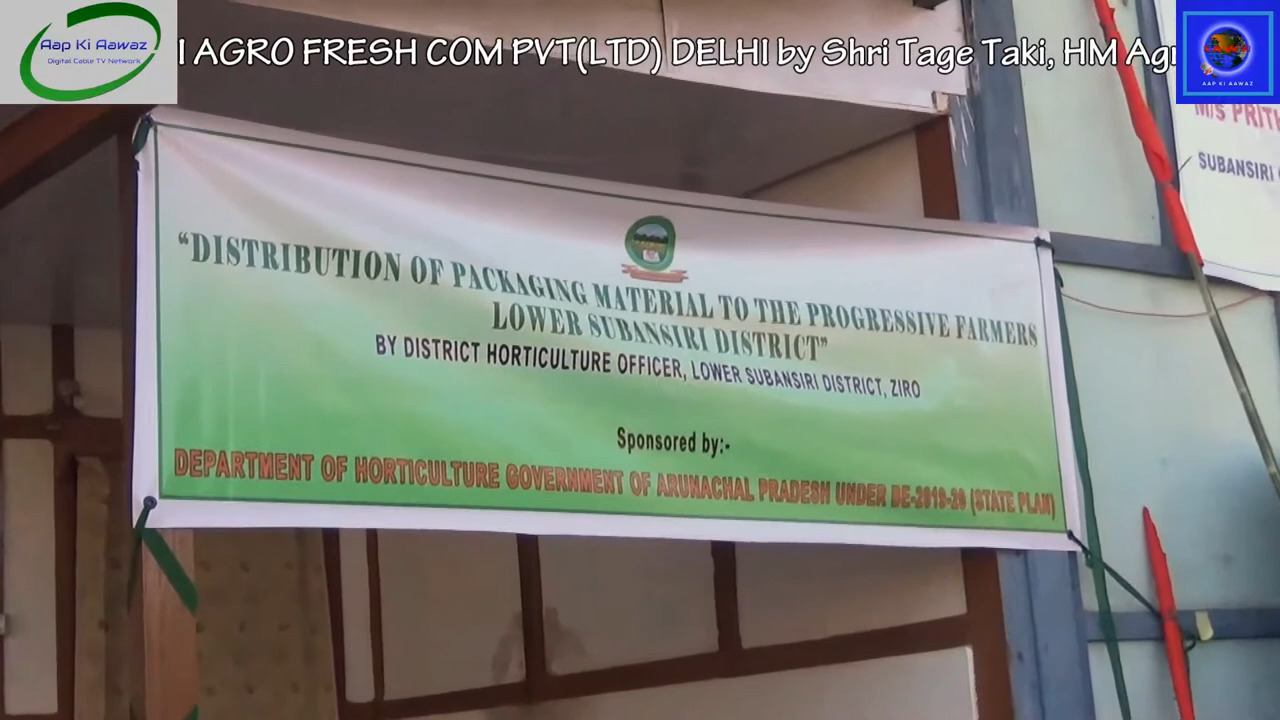 Aap Ki Aawaz
Digital Cable TV Network
I AGRO FRESH COM PVT(LTD) DELHI by Shri Tage Taki, HM Agr
AAP KI AAWAZ
M/s PRITH
SUBANSIRI
“DISTRIBUTION OF PACKAGING MATERIAL TO THE PROGRESSIVE FARMERS
LOWER SUBANSIRI DISTRICT”
BY DISTRICT HORTICULTURE OFFICER, LOWER SUBANSIRI DISTRICT, ZIRO
Sponsored by:-
DEPARTMENT OF HORTICULTURE GOVERNMENT OF ARUNACHAL PRADESH UNDER BE-2019-20 (STATE PLAN)